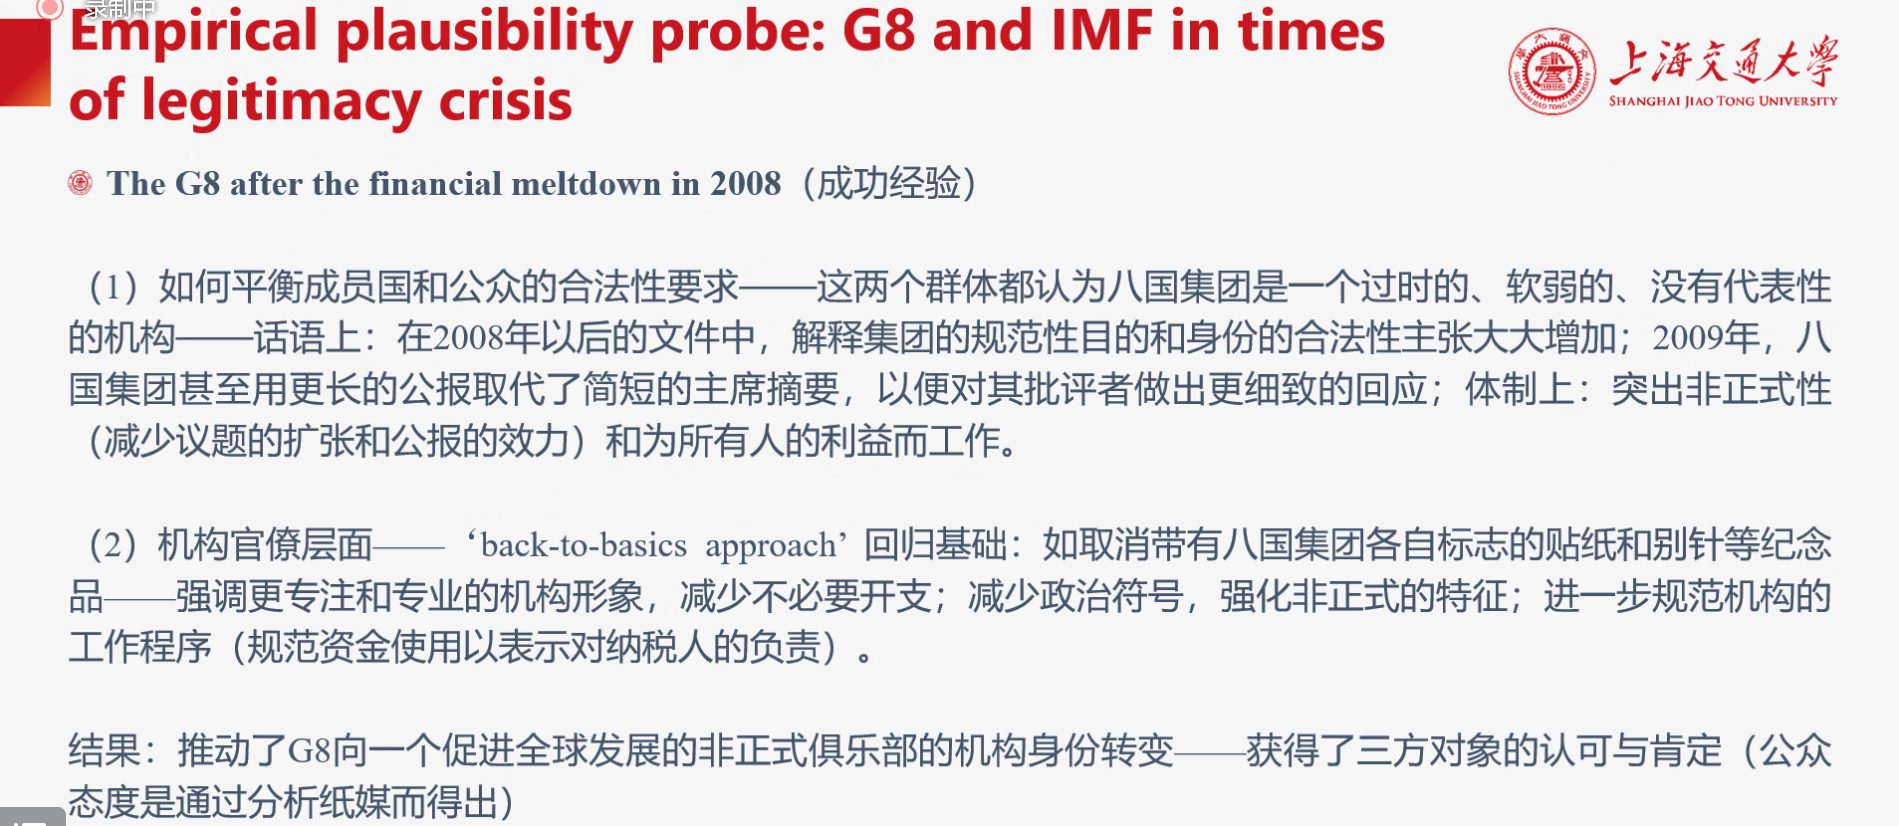 录制中
Empirical plausibility probe: G8 and IMF in times
of legitimacy crisis
上海交通大学
SHANGHAI JIAO TONG UNIVERSITY
The G8 after the financial meltdown in 2008（成功经验）
（1）如何平衡成员国和公众的合法性要求——这两个群体都认为八国集团是一个过时的、软弱的、没有代表性
的机构——话语上：在2008年以后的文件中，解释集团的规范性目的和身份的合法性主张大大增加；2009年，八
国集团甚至用更长的公报取代了简短的主席摘要，以便对其批评者做出更细致的回应；体制上：突出非正式性
（减少议题的扩张和公报的效力）和为所有人的利益而工作。
（2）机构官僚层面——‘back-to-basics approach’回归基础：如取消带有八国集团各自标志的贴纸和别针等纪念
品——强调更专注和专业的机构形象，减少不必要开支；减少政治符号，强化非正式的特征；进一步规范机构的
工作程序（规范资金使用以表示对纳税人的负责）。
结果：推动了G8向一个促进全球发展的非正式俱乐部的机构身份转变——获得了三方对象的认可与肯定（公众
态度是通过分析纸媒而得出）